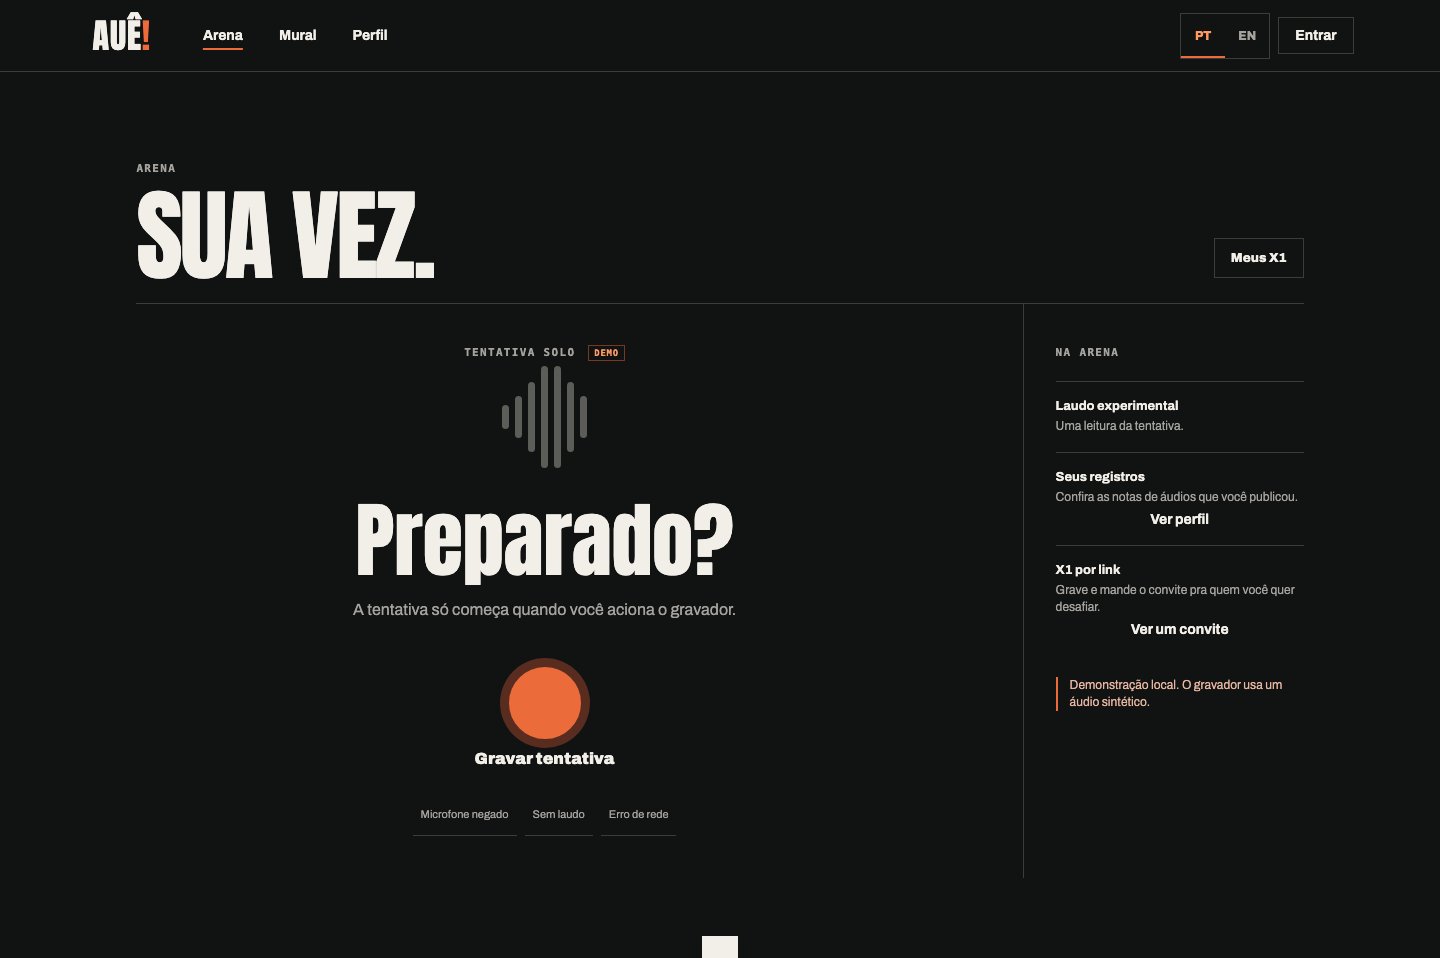 AUÊ!
Arena
Mural
Perfil
PT
EN
Entrar
ARENA
SUA VEZ.
Meus X1
TENTATIVA SOLO
DEMO
Preparado?
A tentativa só começa quando você aciona o gravador.
Gravar tentativa
Microfone negado
Sem laudo
Erro de rede
NA ARENA
Laudo experimental
Uma leitura da tentativa.
Seus registros
Confira as notas de áudios que você publicou.
Ver perfil
X1 por link
Grave e mande o convite pra quem você quer
desafiar.
Ver um convite
Demonstração local. O gravador usa um
áudio sintético.